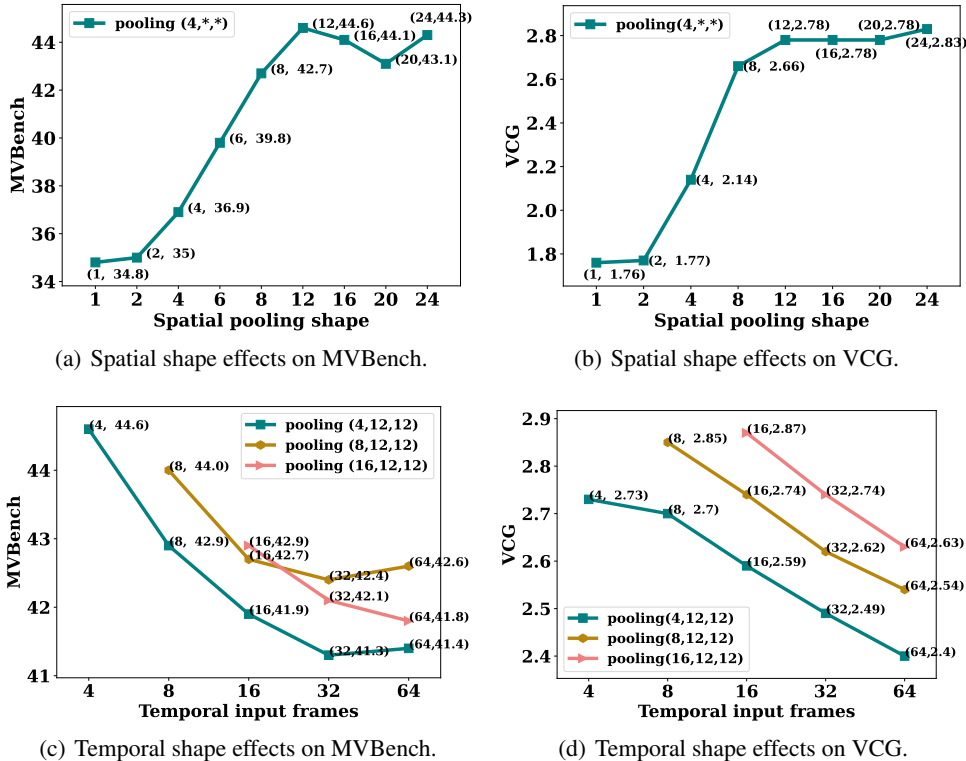 pooling (4,*,*)
(1, 34.8)
(2, 35)
(4, 36.9)
(6, 39.8)
(8, 42.7)
(12,44.6)
(16,44.1)
(20,43.1)
(24,44.3)
MVBench
44
42
40
38
36
34
1 2 4 6 8 12 16 20 24
Spatial pooling shape
(a) Spatial shape effects on MVBench.
pooling(4,*,*)
(1, 1.76)
(2, 1.77)
(4, 2.14)
(8, 2.66)
(12,2.78)
(16,2.78)
(20,2.78)
(24,2.83)
VCG
2.8
2.6
2.4
2.2
2.0
1.8
1 2 4 8 12 16 20 24
Spatial pooling shape
(b) Spatial shape effects on VCG.
pooling (4,12,12)
pooling (8,12,12)
pooling (16,12,12)
(4, 44.6)
(8, 44.0)
(8, 42.9)
(16,42.9)
(16,42.7)
(16,41.9)
(32,42.4)
(32,42.1)
(32,41.3)
(64,42.6)
(64,41.8)
(64,41.4)
MVBench
44
43
42
41
4 8 16 32 64
Temporal input frames
(c) Temporal shape effects on MVBench.
(4, 2.73)
(8, 2.85)
(8, 2.7)
(16,2.87)
(16,2.74)
(16,2.59)
(32,2.74)
(32,2.62)
(32,2.49)
(64,2.63)
(64,2.54)
(64,2.4)
pooling(4,12,12)
pooling(8,12,12)
pooling(16,12,12)
VCG
2.9
2.8
2.7
2.6
2.5
2.4
4 8 16 32 64
Temporal input frames
(d) Temporal shape effects on VCG.